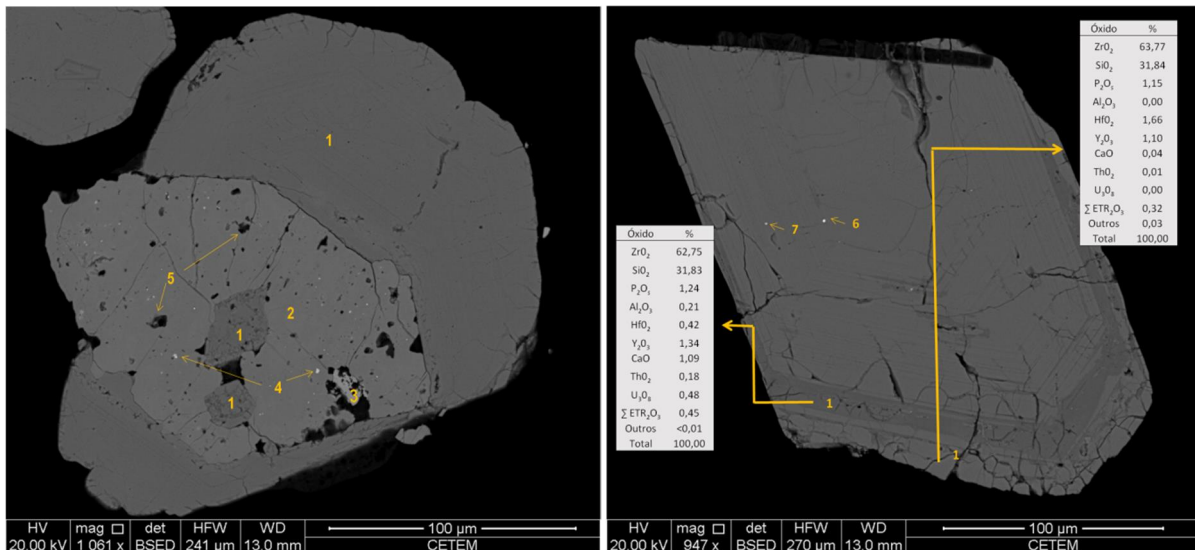 1
2
5
1
4
1
3
HV mag □ det HFW WD 100 µm
20.00 kV 1 061 x BSED 241 µm 13.0 mm CETEM
Óxido %
ZrO₂ 63,77
SiO₂ 31,84
P₂O₅ 1,15
Al₂O₃ 0,00
HfO₂ 1,66
Y₂O₃ 1,10
CaO 0,04
ThO₂ 0,01
U₃O₈ 0,00
∑ ETR₂O₃ 0,32
Outros 0,03
Total 100,00
7
6
Óxido %
ZrO₂ 62,75
SiO₂ 31,83
P₂O₅ 1,24
Al₂O₃ 0,21
HfO₂ 0,42
Y₂O₃ 1,34
CaO 1,09
ThO₂ 0,18
U₃O₈ 0,48
∑ ETR₂O₃ 0,45
Outros <0,01
Total 100,00
1
1
HV mag □ det HFW WD 100 µm
20.00 kV 947 x BSED 270 µm 13.0 mm CETEM